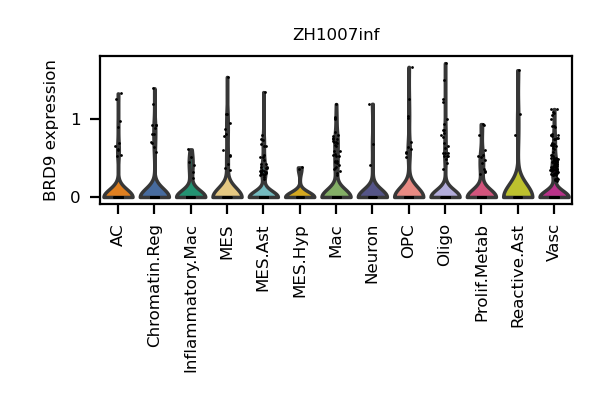 ZH1007inf
BRD9 expression
1
0
AC
Chromatin.Reg
Inflammatory.Mac
MES
MES.Ast
MES.Hyp
Mac
Neuron
OPC
Oligo
Prolif.Metab
Reactive.Ast
Vasc